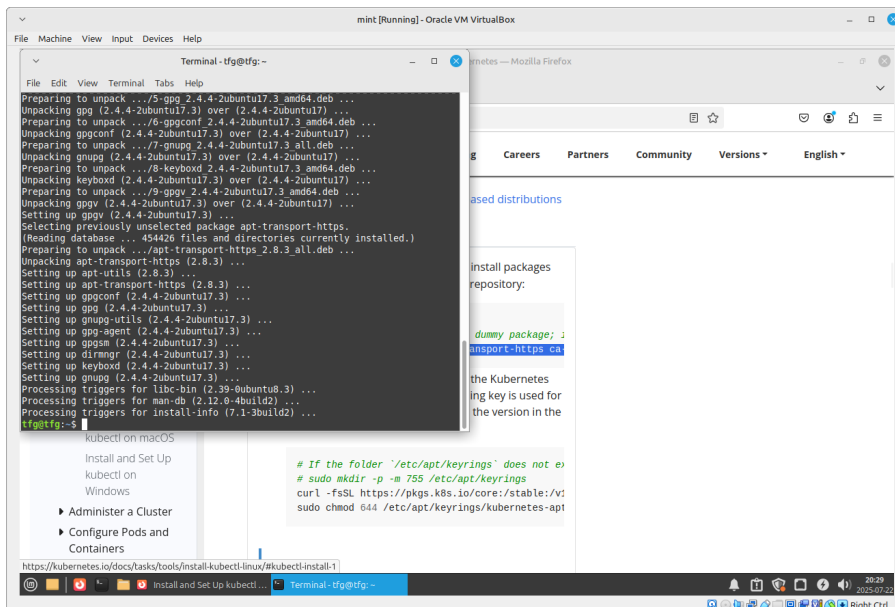 mint [Running] - Oracle VM VirtualBox
File Machine View Input Devices Help
Terminal - tfg@tfg: ~
ernetes — Mozilla Firefox
File Edit View Terminal Tabs Help
Preparing to unpack .../5-gpg_2.4.4-2ubuntu17.3_amd64.deb ...
Unpacking gpg (2.4.4-2ubuntu17.3) over (2.4.4-2ubuntu17) ...
Preparing to unpack .../6-gpgconf_2.4.4-2ubuntu17.3_amd64.deb ...
Unpacking gpgconf (2.4.4-2ubuntu17.3) over (2.4.4-2ubuntu17) ...
Preparing to unpack .../7-gnupg_2.4.4-2ubuntu17.3_all.deb ...
Unpacking gnupg (2.4.4-2ubuntu17.3) over (2.4.4-2ubuntu17) ...
Preparing to unpack .../8-keyboxd_2.4.4-2ubuntu17.3_amd64.deb ...
Unpacking keyboxd (2.4.4-2ubuntu17.3) over (2.4.4-2ubuntu17) ...
Preparing to unpack .../9-gpgv_2.4.4-2ubuntu17.3_amd64.deb ...
Unpacking gpgv (2.4.4-2ubuntu17.3) over (2.4.4-2ubuntu17) ...
Setting up gpgv (2.4.4-2ubuntu17.3) ...
Selecting previously unselected package apt-transport-https.
(Reading database ... 454426 files and directories currently installed.)
Preparing to unpack .../apt-transport-https_2.8.3_all.deb ...
Unpacking apt-transport-https (2.8.3) ...
Setting up apt-utils (2.8.3) ...
Setting up apt-transport-https (2.8.3) ...
Setting up gpgconf (2.4.4-2ubuntu17.3) ...
Setting up gpg (2.4.4-2ubuntu17.3) ...
Setting up gnupg-utils (2.4.4-2ubuntu17.3) ...
Setting up gpg-agent (2.4.4-2ubuntu17.3) ...
Setting up gpgsm (2.4.4-2ubuntu17.3) ...
Setting up dirmngr (2.4.4-2ubuntu17.3) ...
Setting up keyboxd (2.4.4-2ubuntu17.3) ...
Setting up gnupg (2.4.4-2ubuntu17.3) ...
Processing triggers for libc-bin (2.39-0ubuntu8.3) ...
Processing triggers for man-db (2.12.0-4build2) ...
Processing triggers for install-info (7.1-3build2) ...
tfg@tfg:~$
g Careers Partners Community Versions English
ased distributions
install packages
repository:
dummy package; i
ansport-https ca-
the Kubernetes
ing key is used for
the version in the
kubectl on macOS
Install and Set Up
kubectl on
Windows
Administer a Cluster
Configure Pods and
Containers
# If the folder `/etc/apt/keyrings` does not ex
# sudo mkdir -p -m 755 /etc/apt/keyrings
curl -fsSL https://pkgs.k8s.io/core:/stable:/v1
sudo chmod 644 /etc/apt/keyrings/kubernetes-apt
https://kubernetes.io/docs/tasks/tools/install-kubectl-linux/#kubectl-install-1
Install and Set Up kubectl ...
Terminal - tfg@tfg: ~
20:29
2025-07-22
Right Ctrl